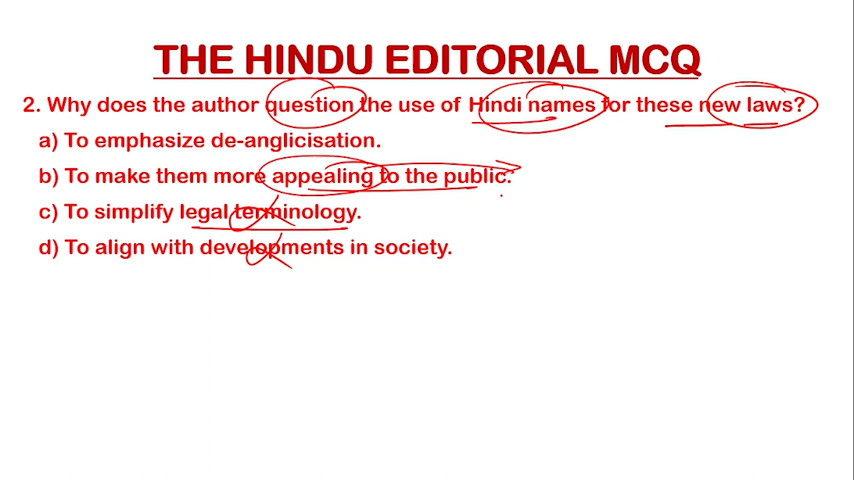 THE HINDU EDITORIAL MCQ
2. Why does the author question the use of Hindi names for these new laws?
a) To emphasize de-anglicisation.
b) To make them more appealing to the public.
c) To simplify legal terminology.
d) To align with developments in society.